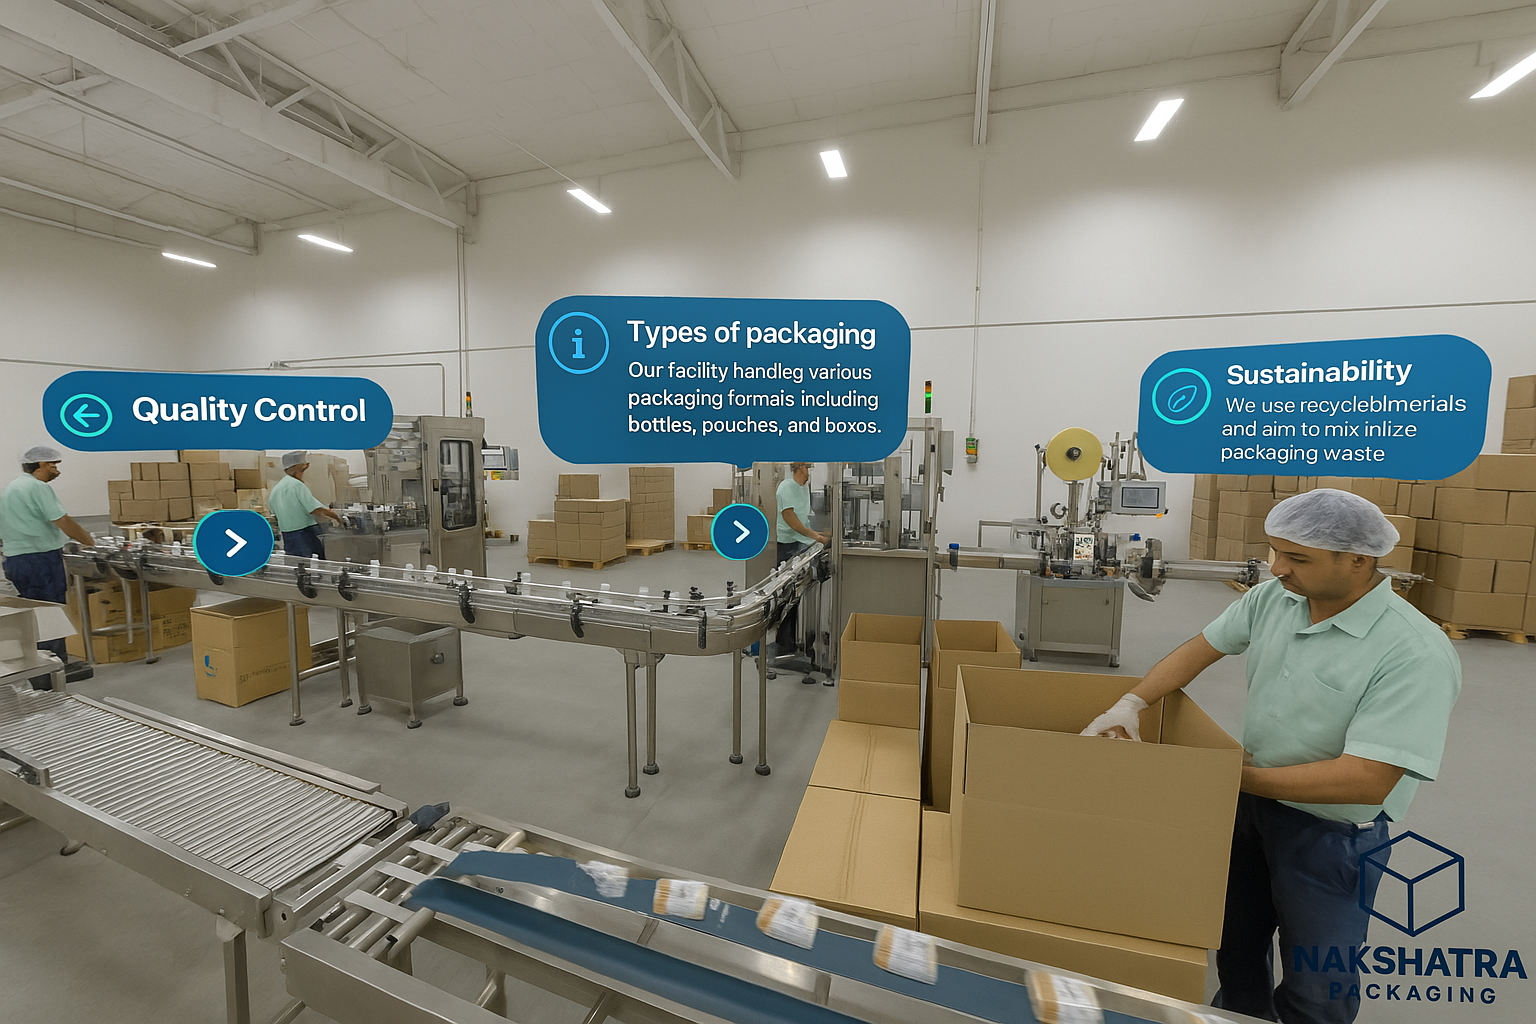 Quality Control
Types of packaging
Our facility handleg various
packaging formais including
bottles, pouches, and boxos.
Sustainability
We use recycleblmerials
and aim to mix inlize
packaging waste
NAKSHATRA
PACKAGING